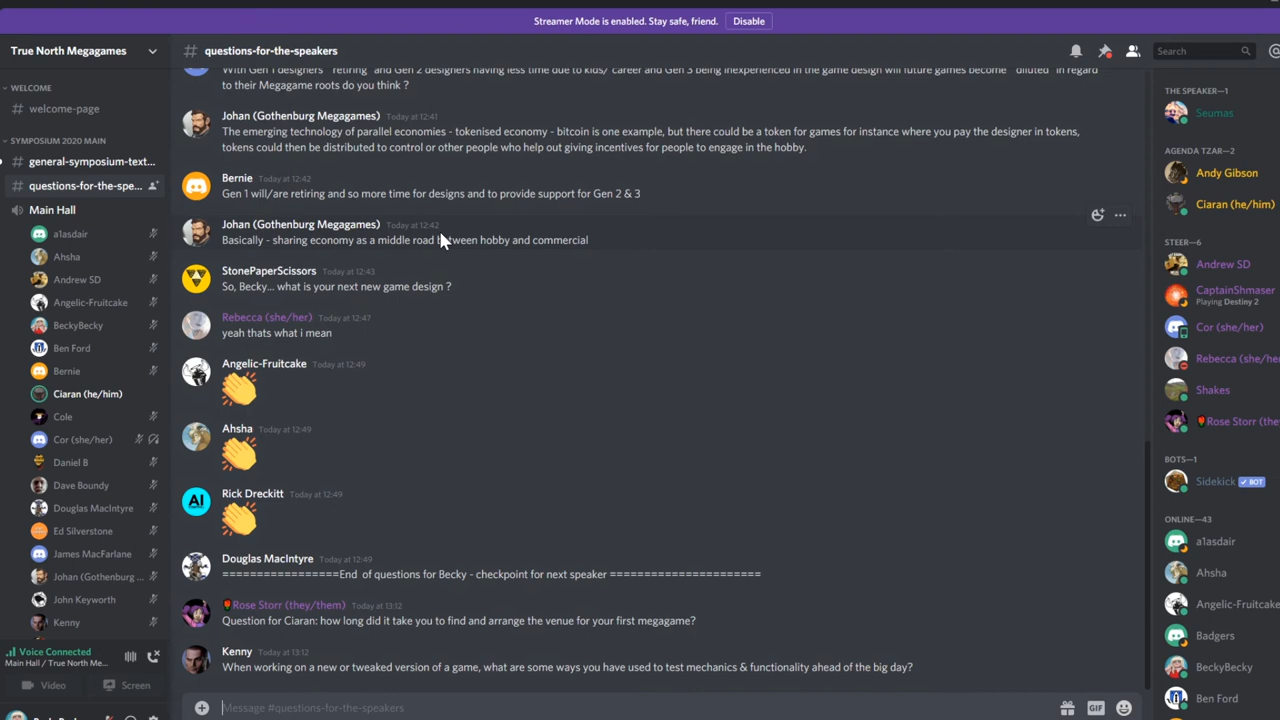 Streamer Mode is enabled. Stay safe, friend. Disable
True North Megagames
WELCOME
# welcome-page
SYMPOSIUM 2020 MAIN
# general-symposium-text...
# questions-for-the-spe...
Main Hall
a1asdair
Ahsha
Andrew SD
Angelic-Fruitcake
BeckyBecky
Ben Ford
Bernie
Ciaran (he/him)
Cole
Cor (she/her)
Daniel B
Dave Boundy
Douglas MacIntyre
Ed Silverstone
James MacFarlane
Johan (Gothenburg ...
John Keyworth
Kenny
Voice Connected
Main Hall / True North Me...
Video Screen
# questions-for-the-speakers
Search
With Gen 1 designers "retiring" and Gen 2 designers having less time due to kids/ career and Gen 3 being inexperienced in the game design will future games become "diluted" in regard
to their Megagame roots do you think ?
Johan (Gothenburg Megagames) Today at 12:41
The emerging technology of parallel economies - tokenised economy - bitcoin is one example, but there could be a token for games for instance where you pay the designer in tokens,
tokens could then be distributed to control or other people who help out giving incentives for people to engage in the hobby.
Bernie Today at 12:42
Gen 1 will/are retiring and so more time for designs and to provide support for Gen 2 & 3
Johan (Gothenburg Megagames) Today at 12:42
Basically - sharing economy as a middle road between hobby and commercial
StonePaperScissors Today at 12:43
So, Becky... what is your next new game design ?
Rebecca (she/her) Today at 12:47
yeah thats what i mean
Angelic-Fruitcake Today at 12:49
👏
Ahsha Today at 12:49
👏
AI
Rick Dreckitt Today at 12:49
👏
Douglas MacIntyre Today at 12:49
=================End of questions for Becky - checkpoint for next speaker ======================
🌹Rose Storr (they/them) Today at 13:12
Question for Ciaran: how long did it take you to find and arrange the venue for your first megagame?
Kenny Today at 13:12
When working on a new or tweaked version of a game, what are some ways you have used to test mechanics & functionality ahead of the big day?
Message #questions-for-the-speakers
GIF
THE SPEAKER—1
Seumas
AGENDA TZAR—2
Andy Gibson
Ciaran (he/him)
STEER—6
Andrew SD
CaptainShmaser
Playing Destiny 2
Cor (she/her)
Rebecca (she/he
Shakes
🌹Rose Storr (the
BOTS—1
Sidekick ✓ BOT
ONLINE—43
a1asdair
Ahsha
Angelic-Fruitcake
Badgers
BeckyBecky
Ben Ford